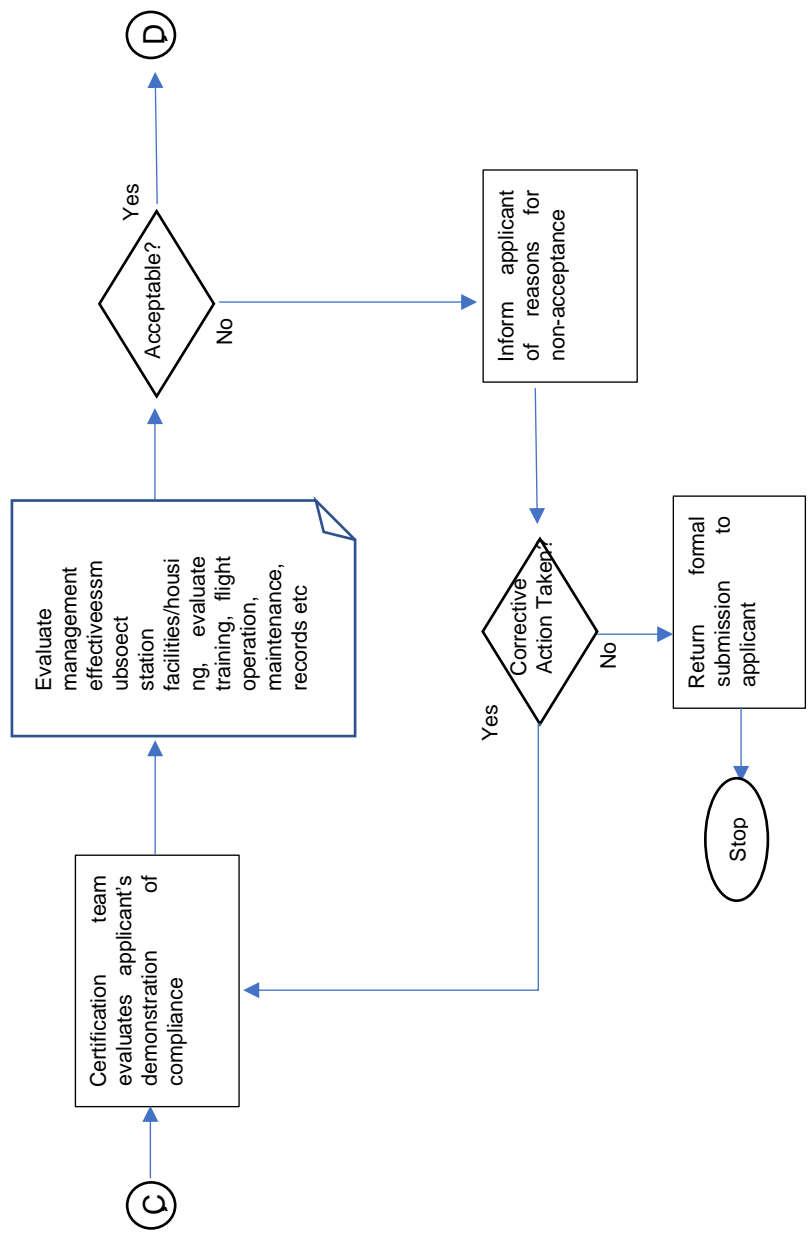 C
Certification team
evaluates applicant's
demonstration of
compliance
Evaluate
management
effectiveessm
ubsoect
station
facilities/housi
ng, evaluate
training, flight
operation,
maintenance,
records etc
Acceptable?
Yes
D
No
Inform applicant
of reasons for
non-acceptance
Corrective
Action Taken?
Yes
No
Return formal
submission to
applicant
Stop